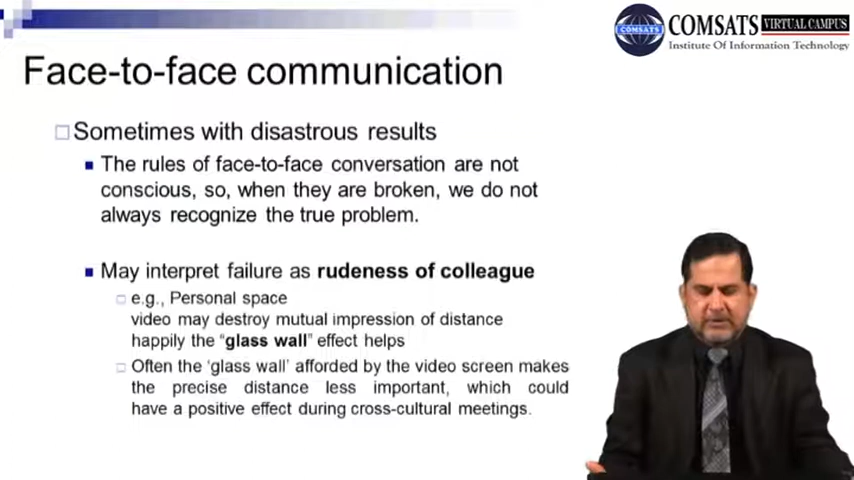 COMSATS VIRTUAL CAMPUS
COMSATS
Institute Of Information Technology
Face-to-face communication
Sometimes with disastrous results
The rules of face-to-face conversation are not
conscious, so, when they are broken, we do not
always recognize the true problem.
May interpret failure as rudeness of colleague
e.g., Personal space
video may destroy mutual impression of distance
happily the “glass wall” effect helps
Often the ‘glass wall’ afforded by the video screen makes
the precise distance less important, which could
have a positive effect during cross-cultural meetings.